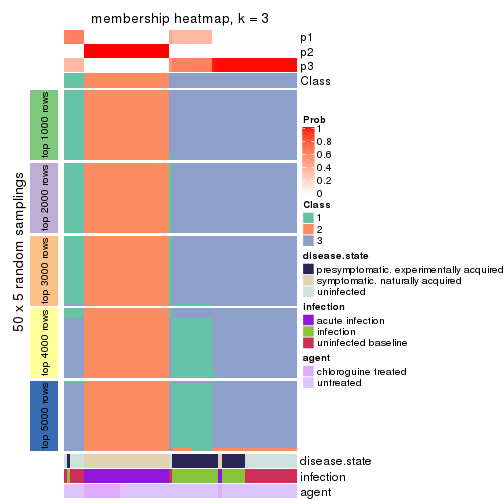 membership heatmap, k = 3
p1
p2
p3
Class
50 x 5 random samplings
top 1000 rows
top 2000 rows
top 3000 rows
top 4000 rows
top 5000 rows
Prob
1
0.8
0.6
0.4
0.2
0
Class
1
2
3
disease.state
presymptomatic. experimentally acquired
symptomatic. naturally acquired
uninfected
infection
acute infection
infection
uninfected baseline
agent
chloroguine treated
untreated
disease.state
infection
agent